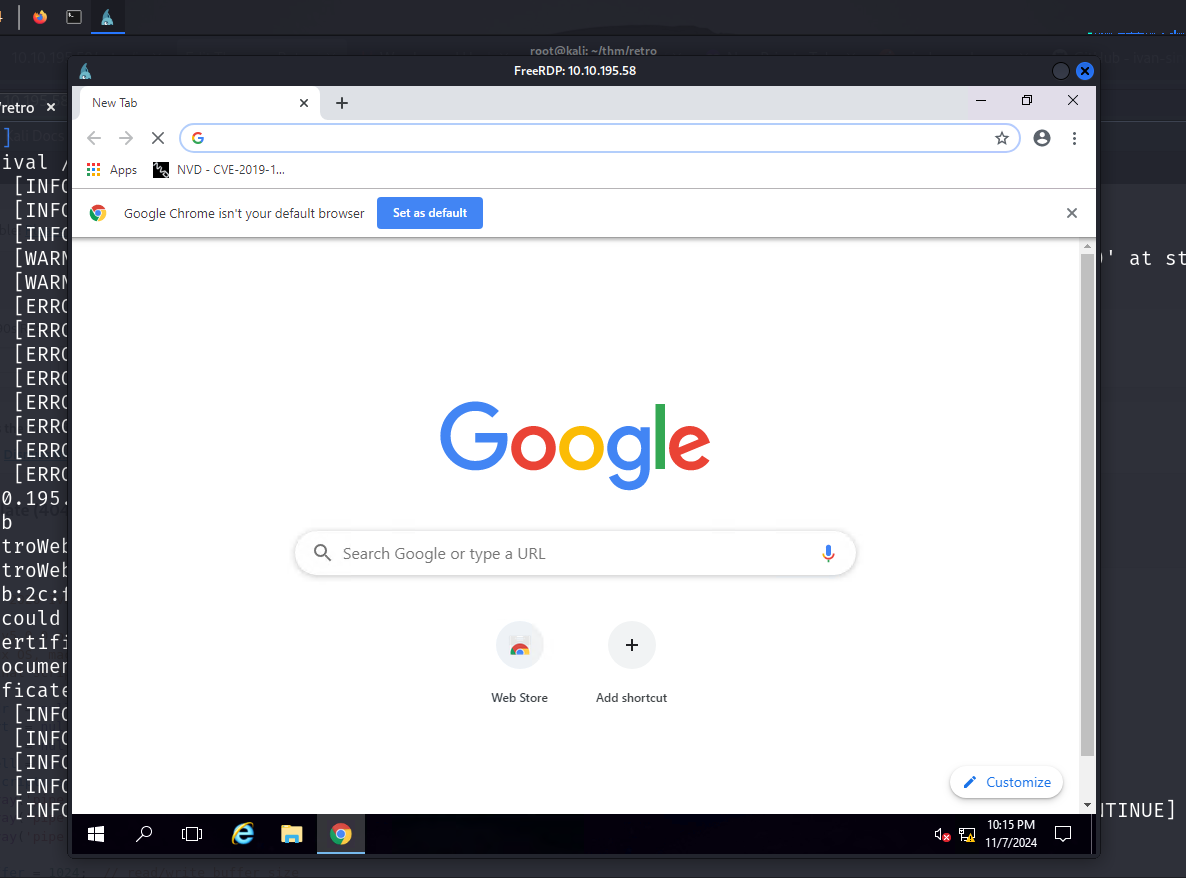 root@kali: ~/thm/retro
FreeRDP: 10.10.195.58
/retro
New Tab
Apps
NVD - CVE-2019-1...
Google Chrome isn't your default browser
Set as default
]
ival /
[INFO
[INFO
[INFO
[WARN
' at st
[WARN
[ERRO
[ERRO
[ERRO
[ERRO
[ERRO
[ERRO
[ERRO
[ERRO
0.195.
b
troWeb
troWeb
b:2c:f
could
ertifi
ocumen
ficate
[INFO
[INFO
[INFO
[INFO
[INFO
NTINUE]
Google
Search Google or type a URL
Web Store
Add shortcut
Customize
10:15 PM
11/7/2024